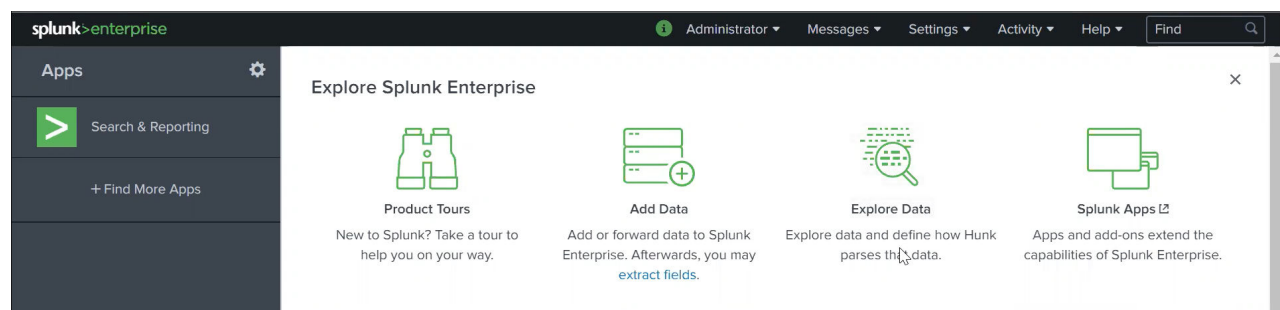 splunk>enterprise
Administrator Messages Settings Activity Help Find
Apps
Search & Reporting
+ Find More Apps
Explore Splunk Enterprise
Product Tours
New to Splunk? Take a tour to
help you on your way.
Add Data
Add or forward data to Splunk
Enterprise. Afterwards, you may
extract fields.
Explore Data
Explore data and define how Hunk
parses that data.
Splunk Apps
Apps and add-ons extend the
capabilities of Splunk Enterprise.